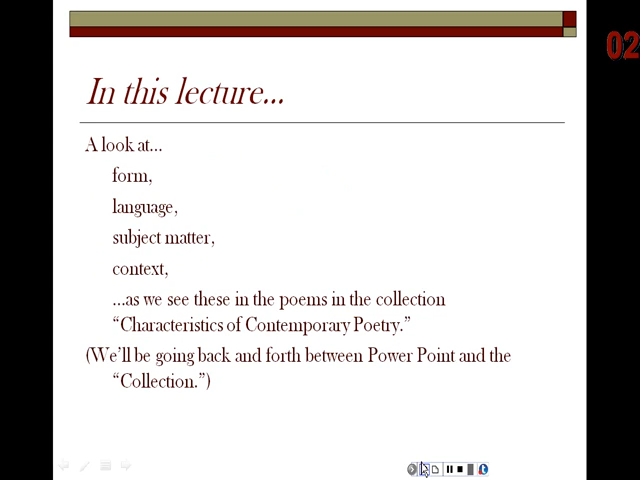 02
In this lecture...
A look at...
form,
language,
subject matter,
context,
...as we see these in the poems in the collection
“Characteristics of Contemporary Poetry.”
(We’ll be going back and forth between Power Point and the
“Collection.”)